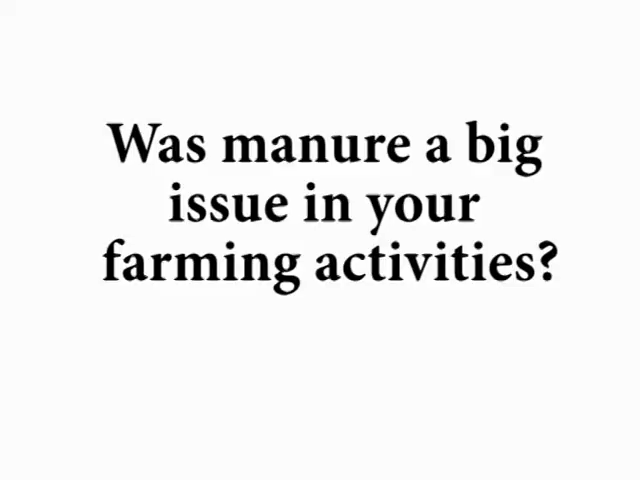 Was manure a big
issue in your
farming activities?